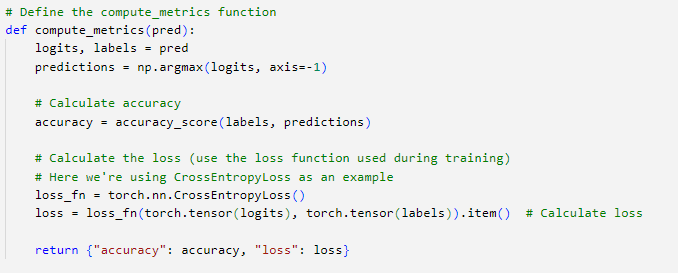 # Define the compute_metrics function
def compute_metrics(pred):
    logits, labels = pred
    predictions = np.argmax(logits, axis=-1)
    # Calculate accuracy
    accuracy = accuracy_score(labels, predictions)
    # Calculate the loss (use the loss function used during training)
    # Here we're using CrossEntropyLoss as an example
    loss_fn = torch.nn.CrossEntropyLoss()
    loss = loss_fn(torch.tensor(logits), torch.tensor(labels)).item()  # Calculate loss
    return {"accuracy": accuracy, "loss": loss}